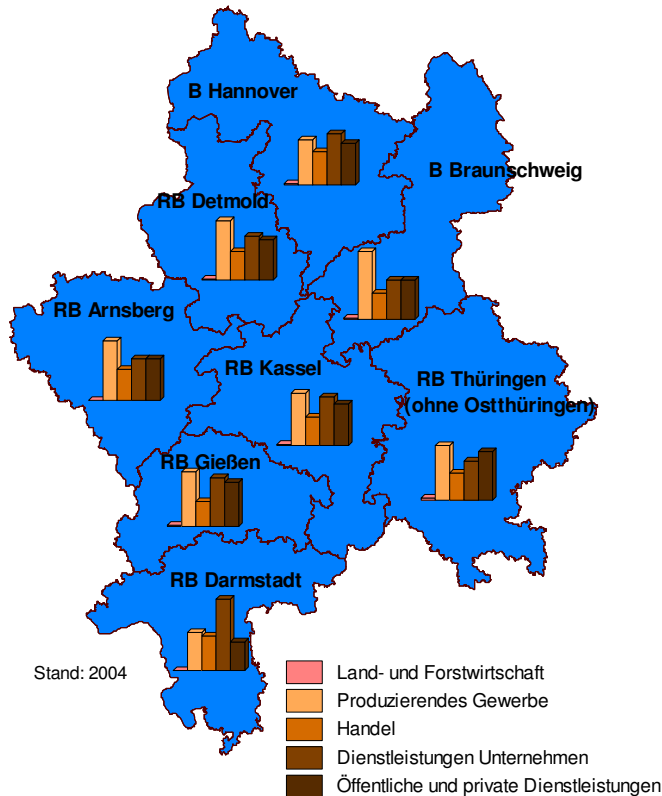 B Hannover
B Braunschweig
RB Detmold
RB Arnsberg
RB Kassel
RB Thüringen
(ohne Ostthüringen)
RB Gießen
RB Darmstadt
Stand: 2004
Land- und Forstwirtschaft
Produzierendes Gewerbe
Handel
Dienstleistungen Unternehmen
Öffentliche und private Dienstleistungen